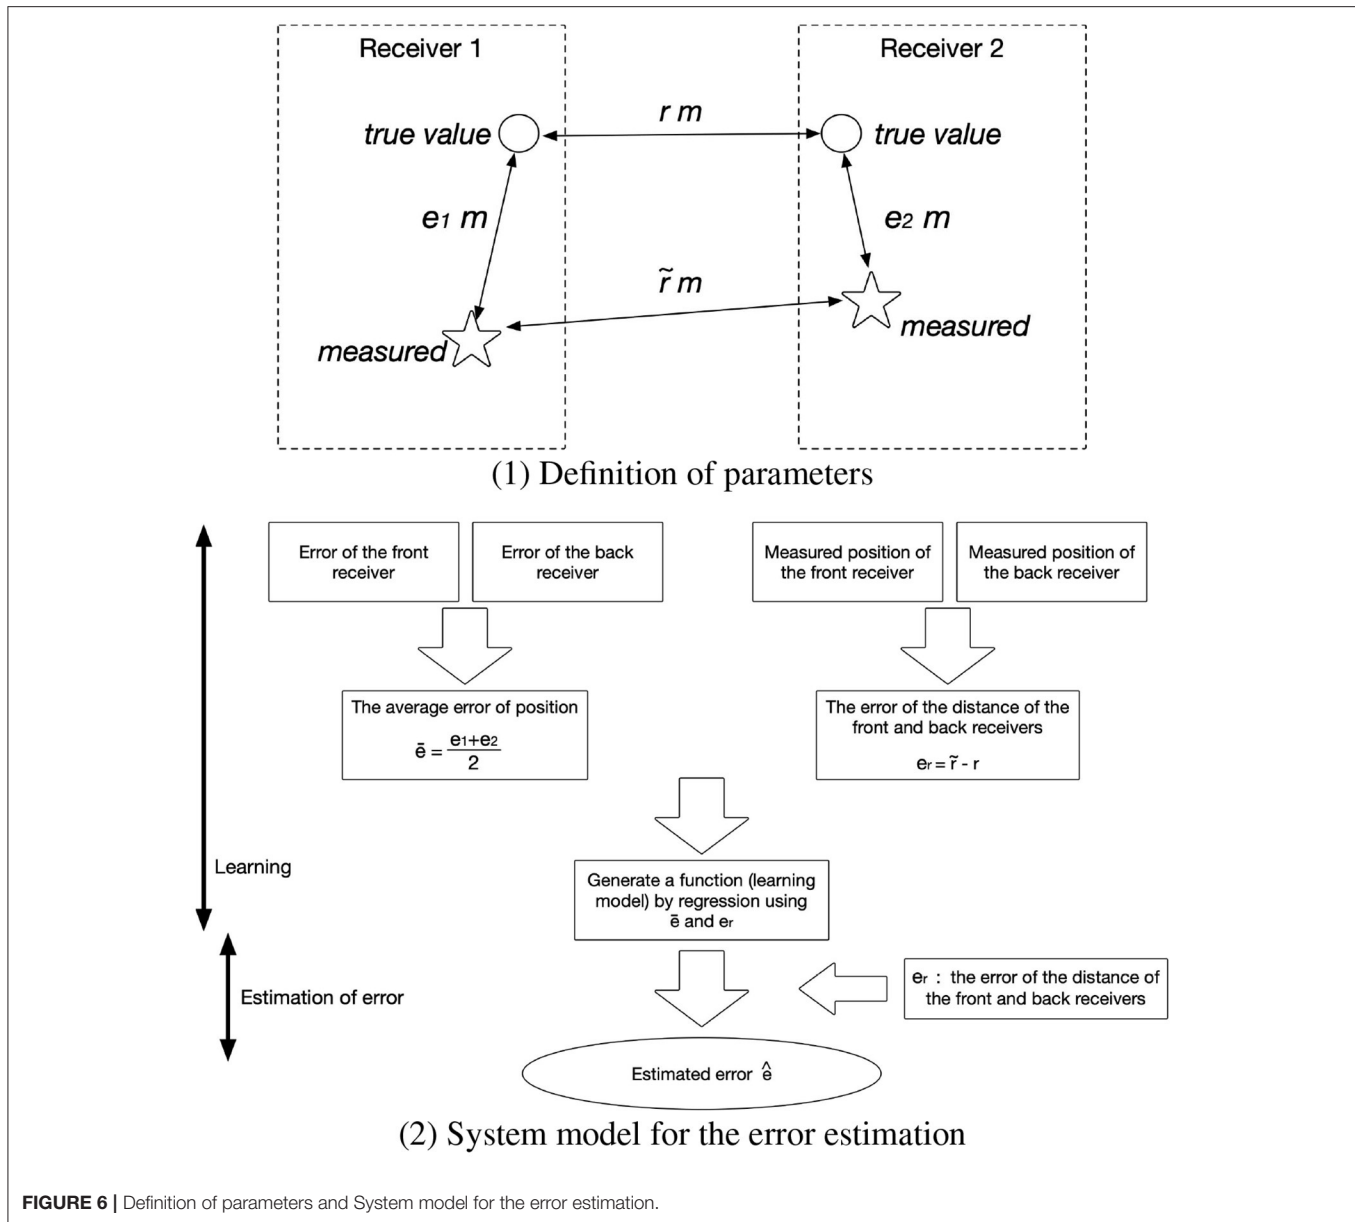 Receiver 1
Receiver 2
r m
true value
true value
e1 m
e2 m
r̃ m
measured
measured
(1) Definition of parameters
Error of the front
receiver
Error of the back
receiver
Measured position of
the front receiver
Measured position of
the back receiver
The average error of position
ē = e1+e2
2
The error of the distance of the
front and back receivers
er = r̃ - r
Learning
Generate a function (learning
model) by regression using
ē and er
Estimation of error
er : the error of the distance of
the front and back receivers
Estimated error ê
(2) System model for the error estimation
FIGURE 6 | Definition of parameters and System model for the error estimation.